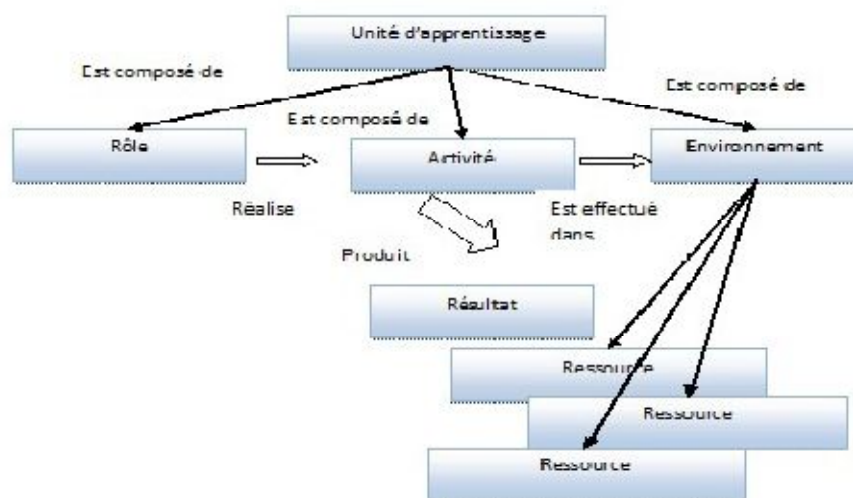 Unité d'apprentissage
Est composé de
Est composé de
Est composé de
Rôle
Activité
Environnement
Réalise
Est effectué
dans
Produit
Résultat
Ressource
Ressource
Ressource